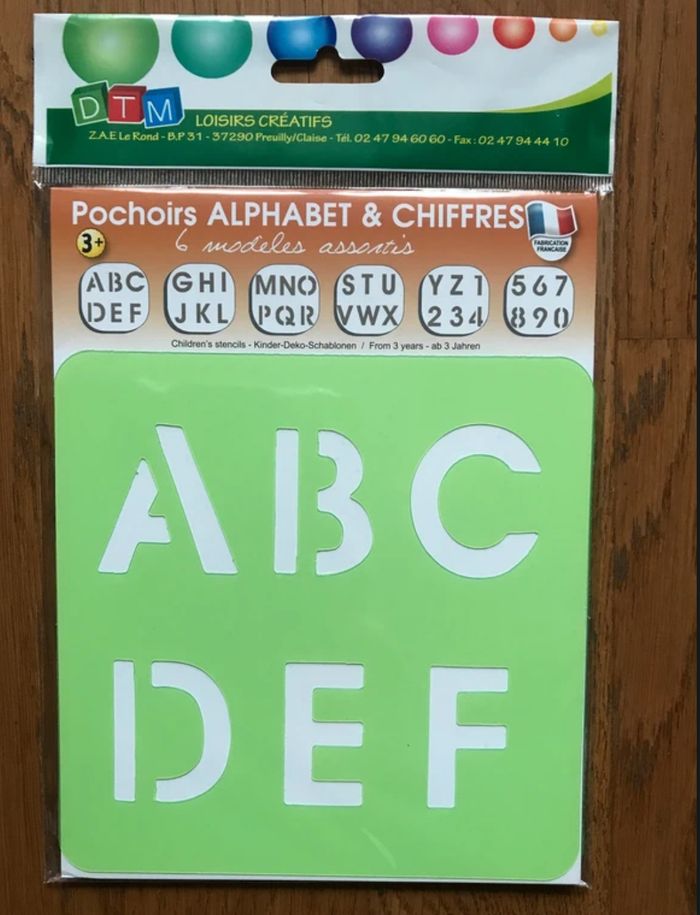 DTM
LOISIRS CRÉATIFS
Z.A.E Le Rond - B.P 31 - 37290 Preuilly/Claise - Tél. 02 47 94 60 60 - Fax : 02 47 94 44 10
Pochoirs ALPHABET & CHIFFRES
3+
6 modeles assortis
FABRICATION
FRANÇAISE
ABC GHI MNO STU YZ1 567
DEF JKL PQR VWX 234 890
Children's stencils - Kinder-Deko-Schablonen / From 3 years - ab 3 Jahren
ABC
DEF